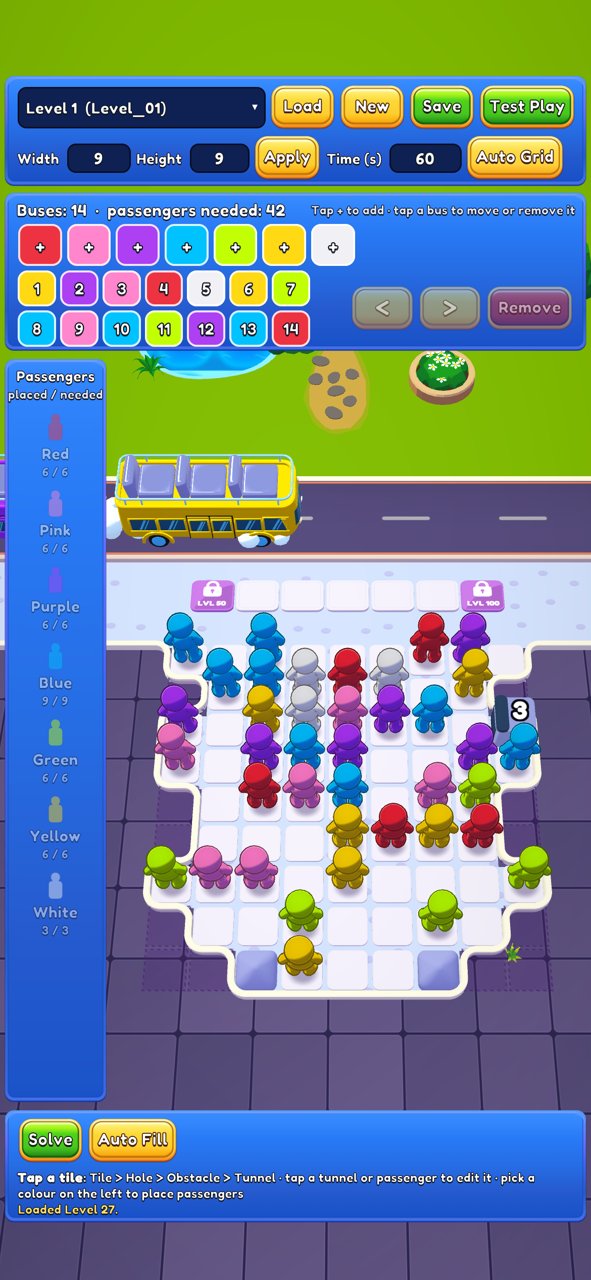 Level 1 (Level_01)
Load
New
Save
Test Play
Width 9 Height 9 Apply Time (s) 60 Auto Grid
Buses: 14 · passengers needed: 42
Tap + to add · tap a bus to move or remove it
+ + + + + + +
1 2 3 4 5 6 7
< > Remove
8 9 10 11 12 13 14
Passengers
placed / needed
Red
6 / 6
Pink
6 / 6
Purple
6 / 6
Blue
9 / 9
Green
6 / 6
Yellow
6 / 6
White
3 / 3
LVL 50
LVL 100
3
Solve
Auto Fill
Tap a tile: Tile > Hole > Obstacle > Tunnel · tap a tunnel or passenger to edit it · pick a
colour on the left to place passengers
Loaded Level 27.